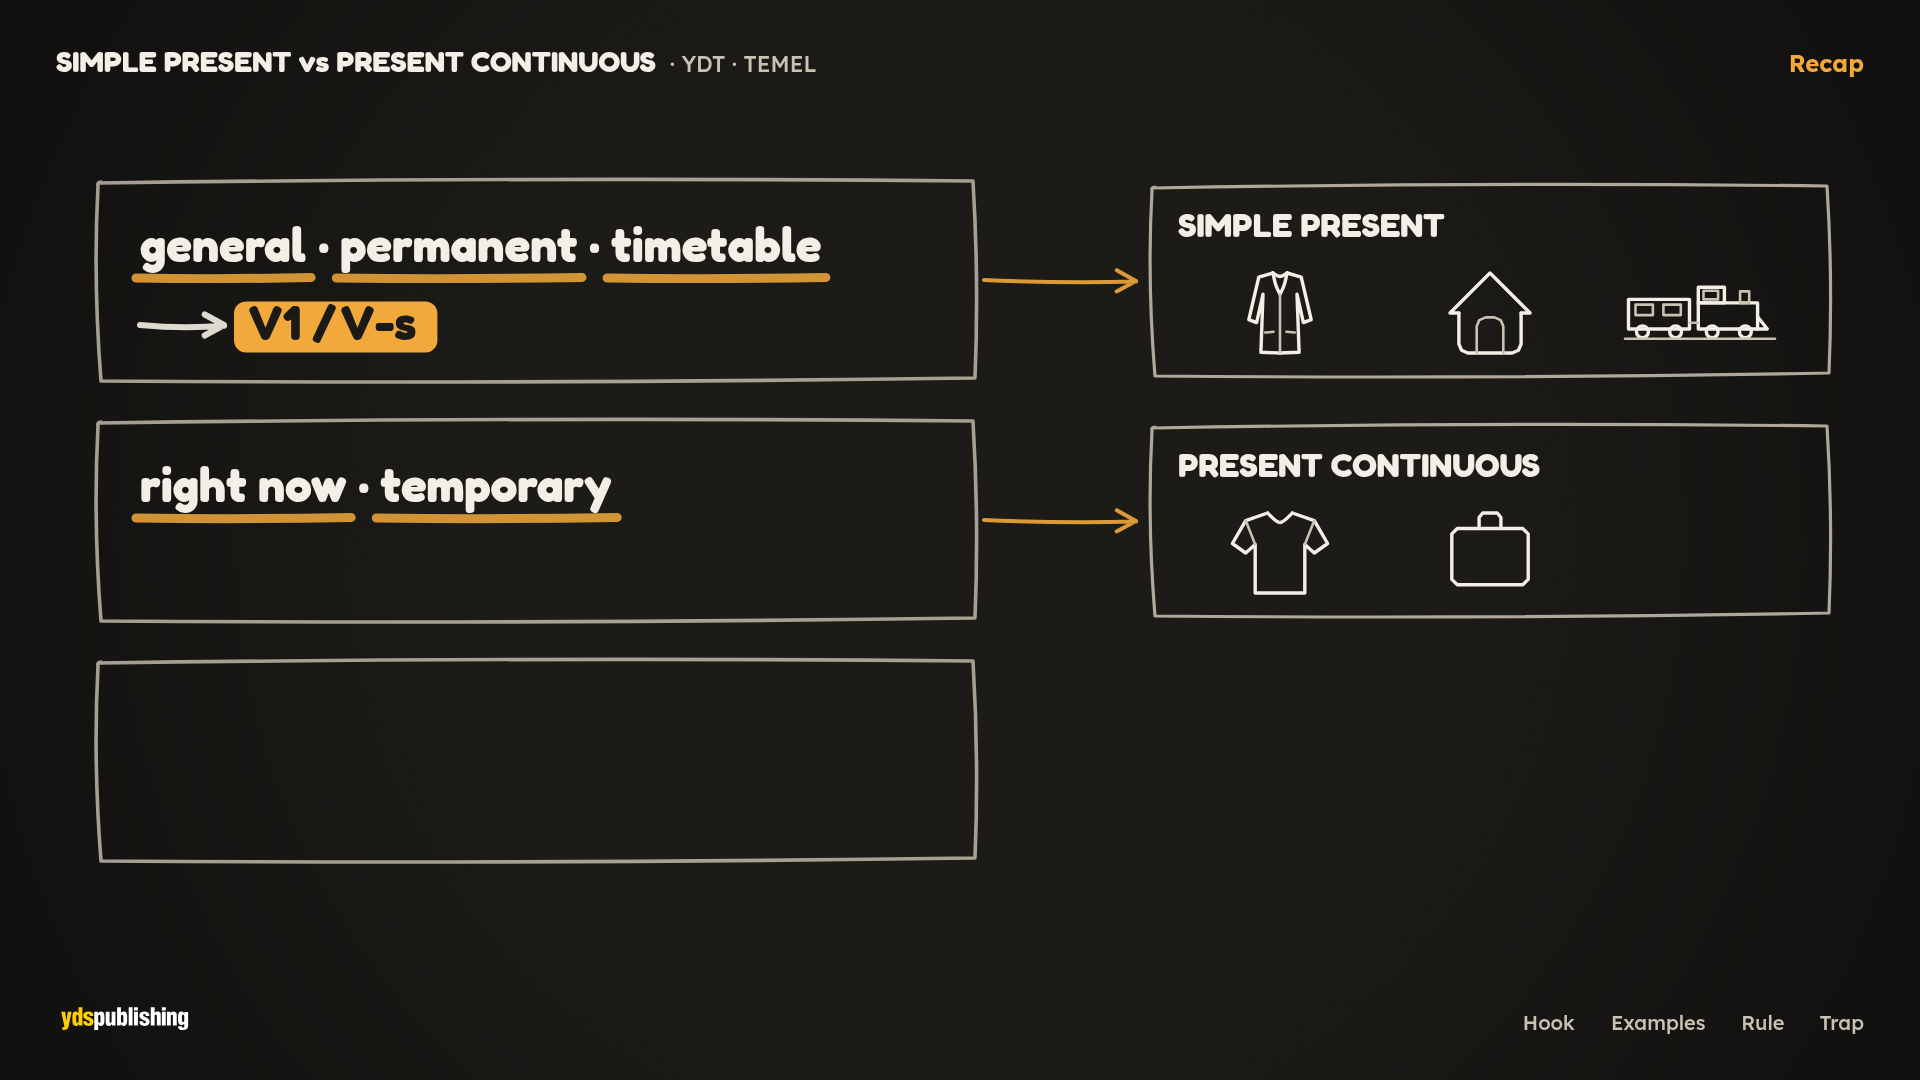 SIMPLE PRESENT vs PRESENT CONTINUOUS · YDT · TEMEL
Recap
general · permanent · timetable
V1 / V-s
SIMPLE PRESENT
right now · temporary
PRESENT CONTINUOUS
ydspublishing
Hook Examples Rule Trap